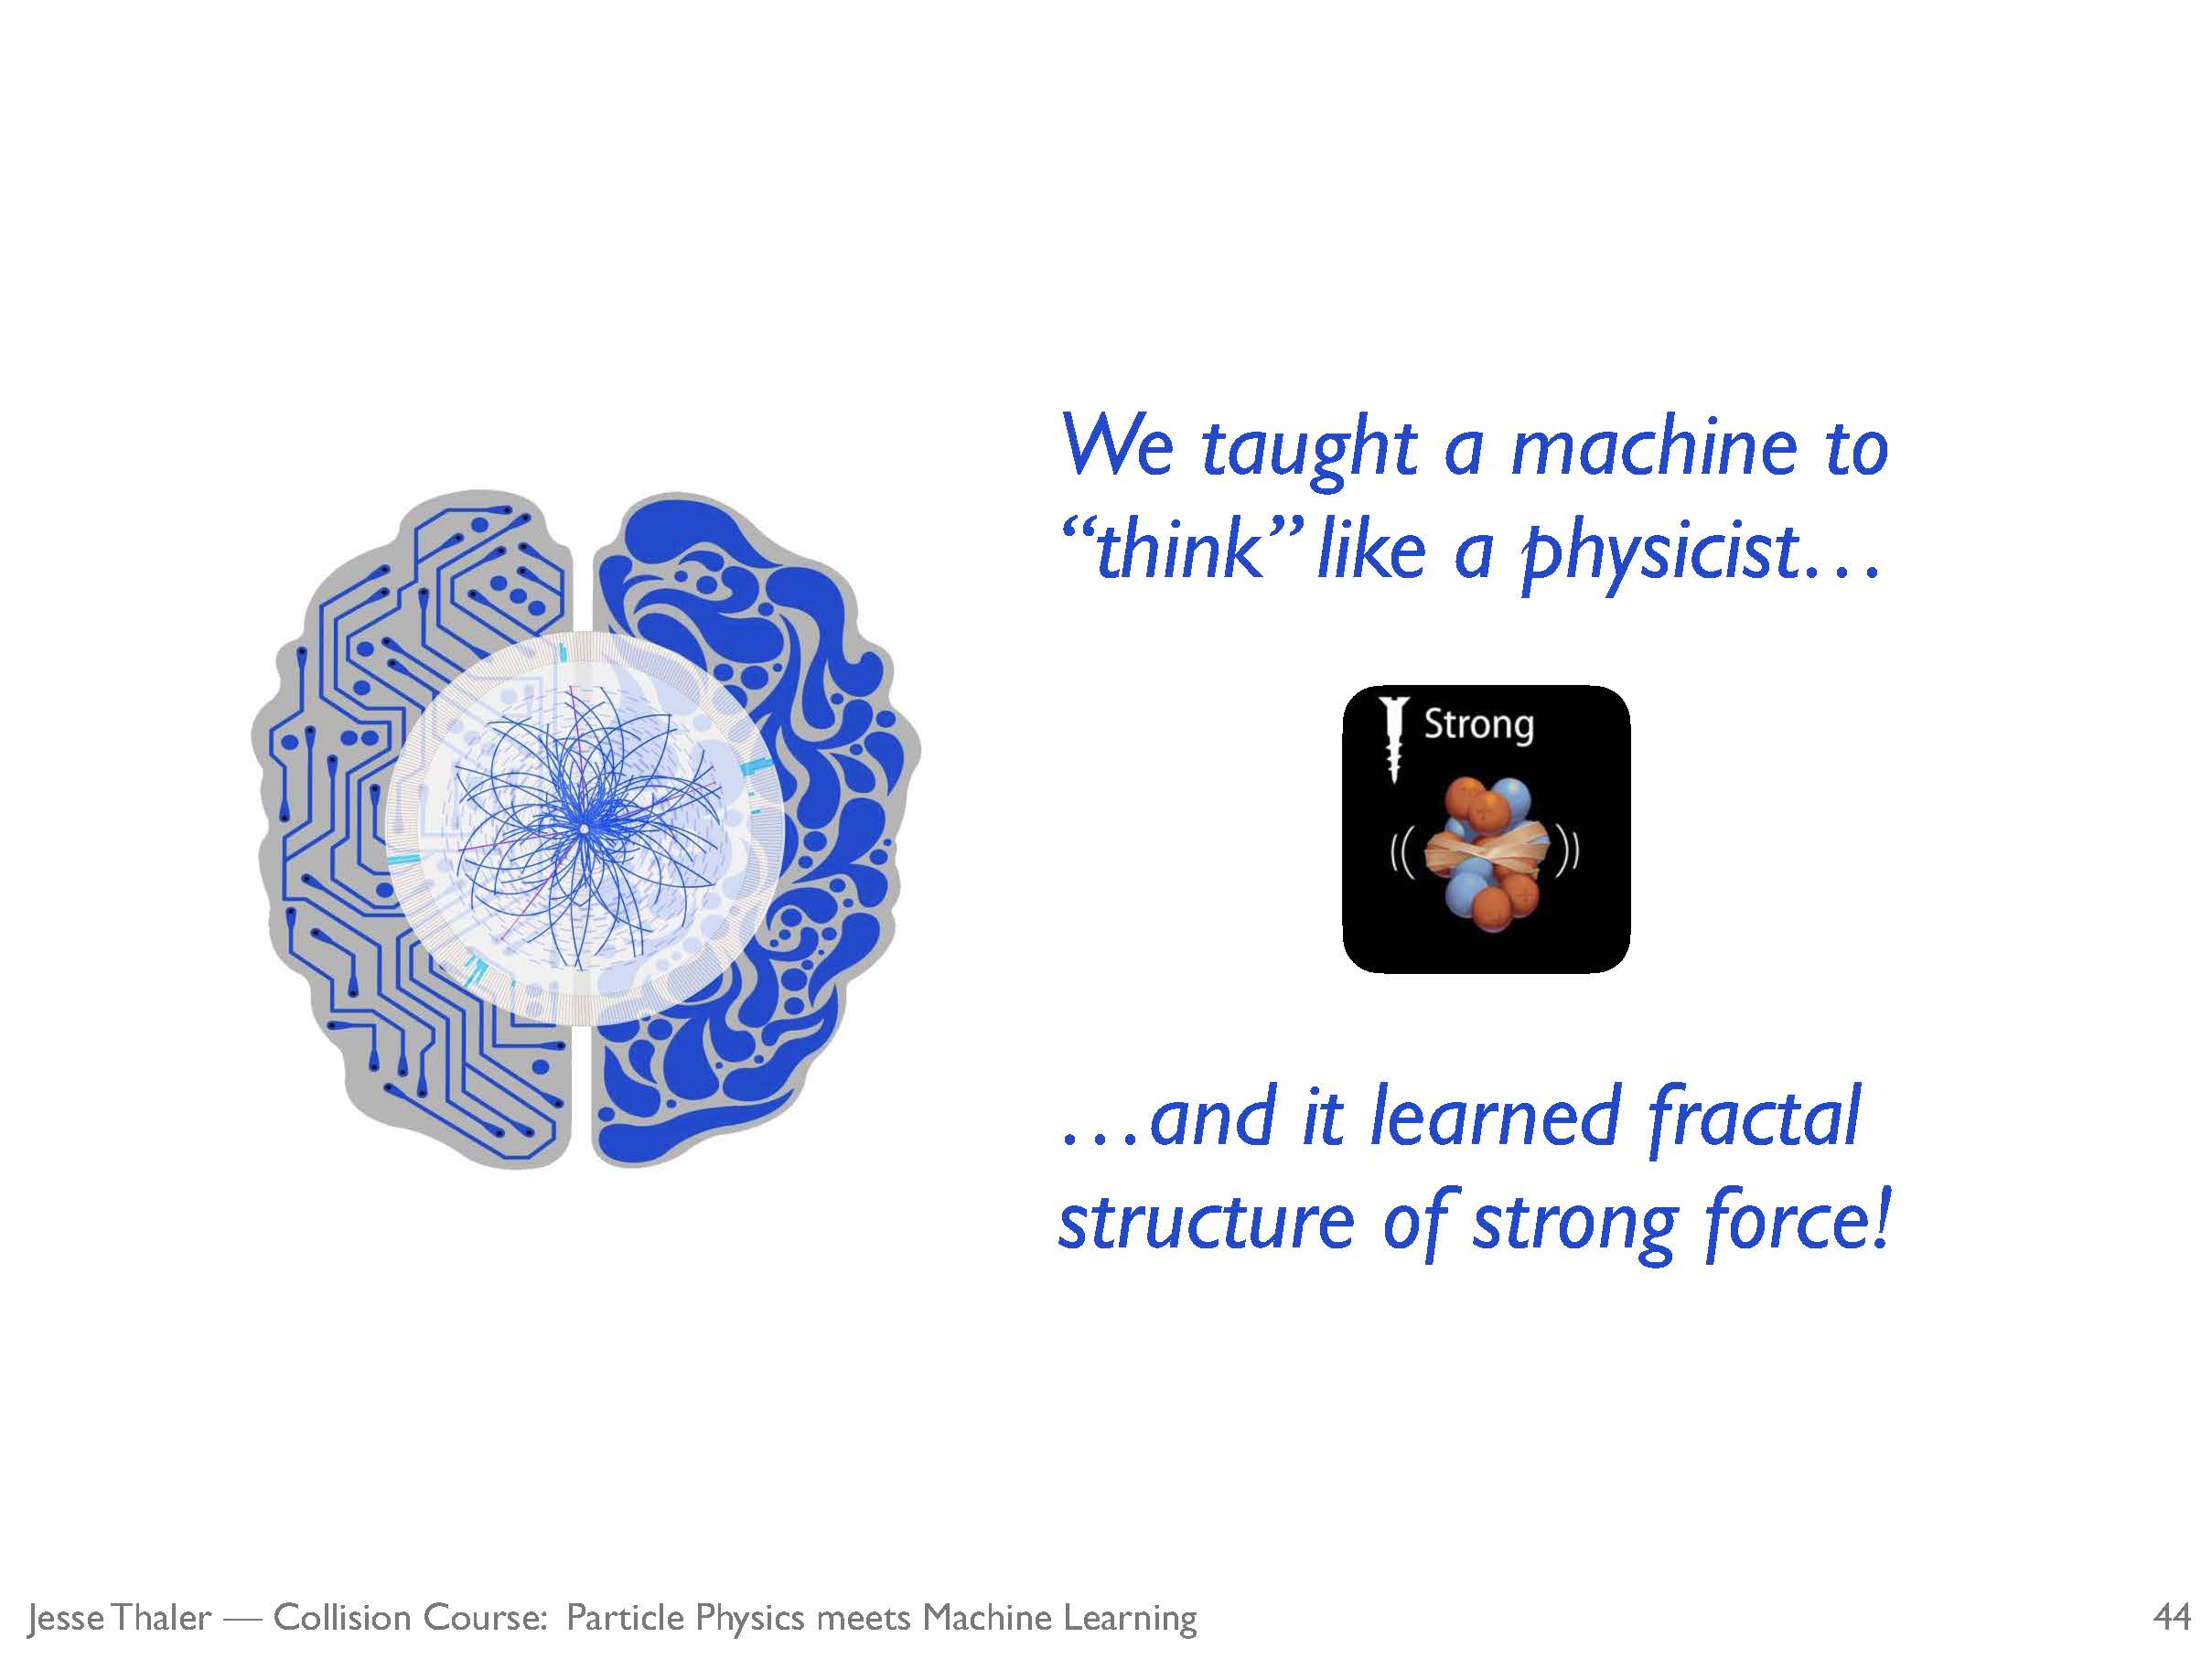 We taught a machine to
“think” like a physicist…
Strong
…and it learned fractal
structure of strong force!
Jesse Thaler — Collision Course: Particle Physics meets Machine Learning
44